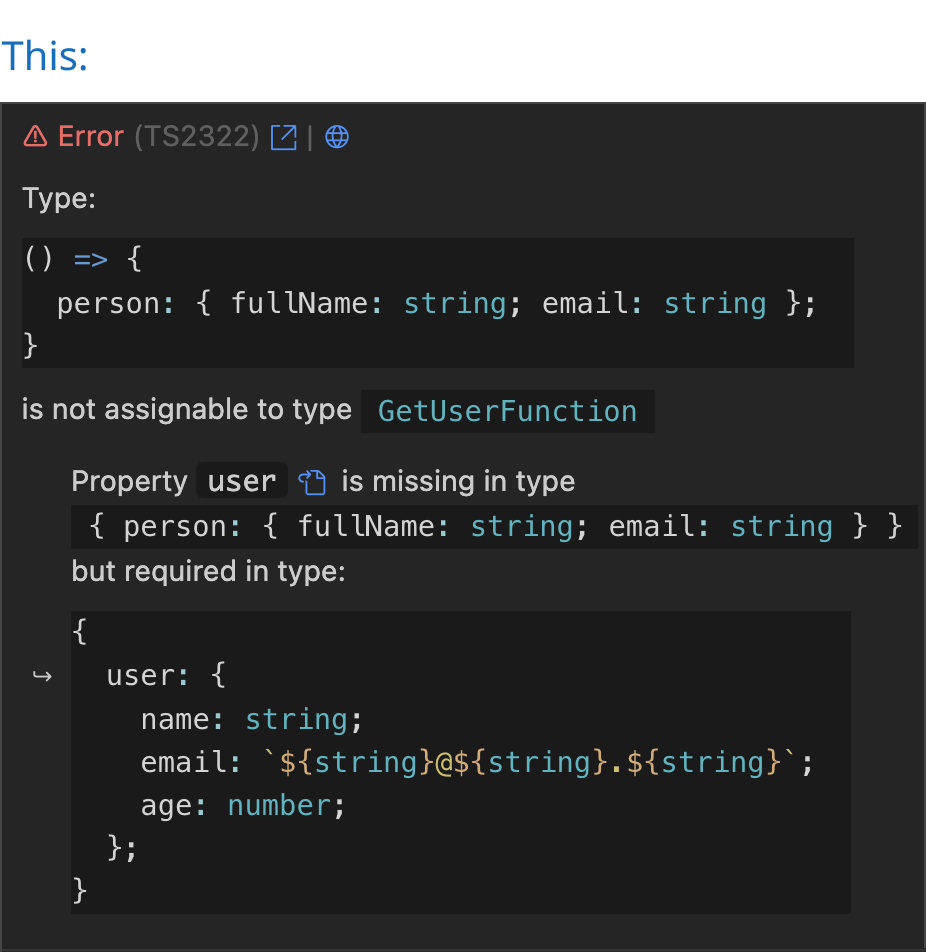 This:
Error (TS2322) |
Type:
() => {
  person: { fullName: string; email: string };
}
is not assignable to type GetUserFunction
Property user is missing in type
{ person: { fullName: string; email: string } }
but required in type:
{
↪ user: {
    name: string;
    email: `${string}@${string}.${string}`;
    age: number;
  };
}